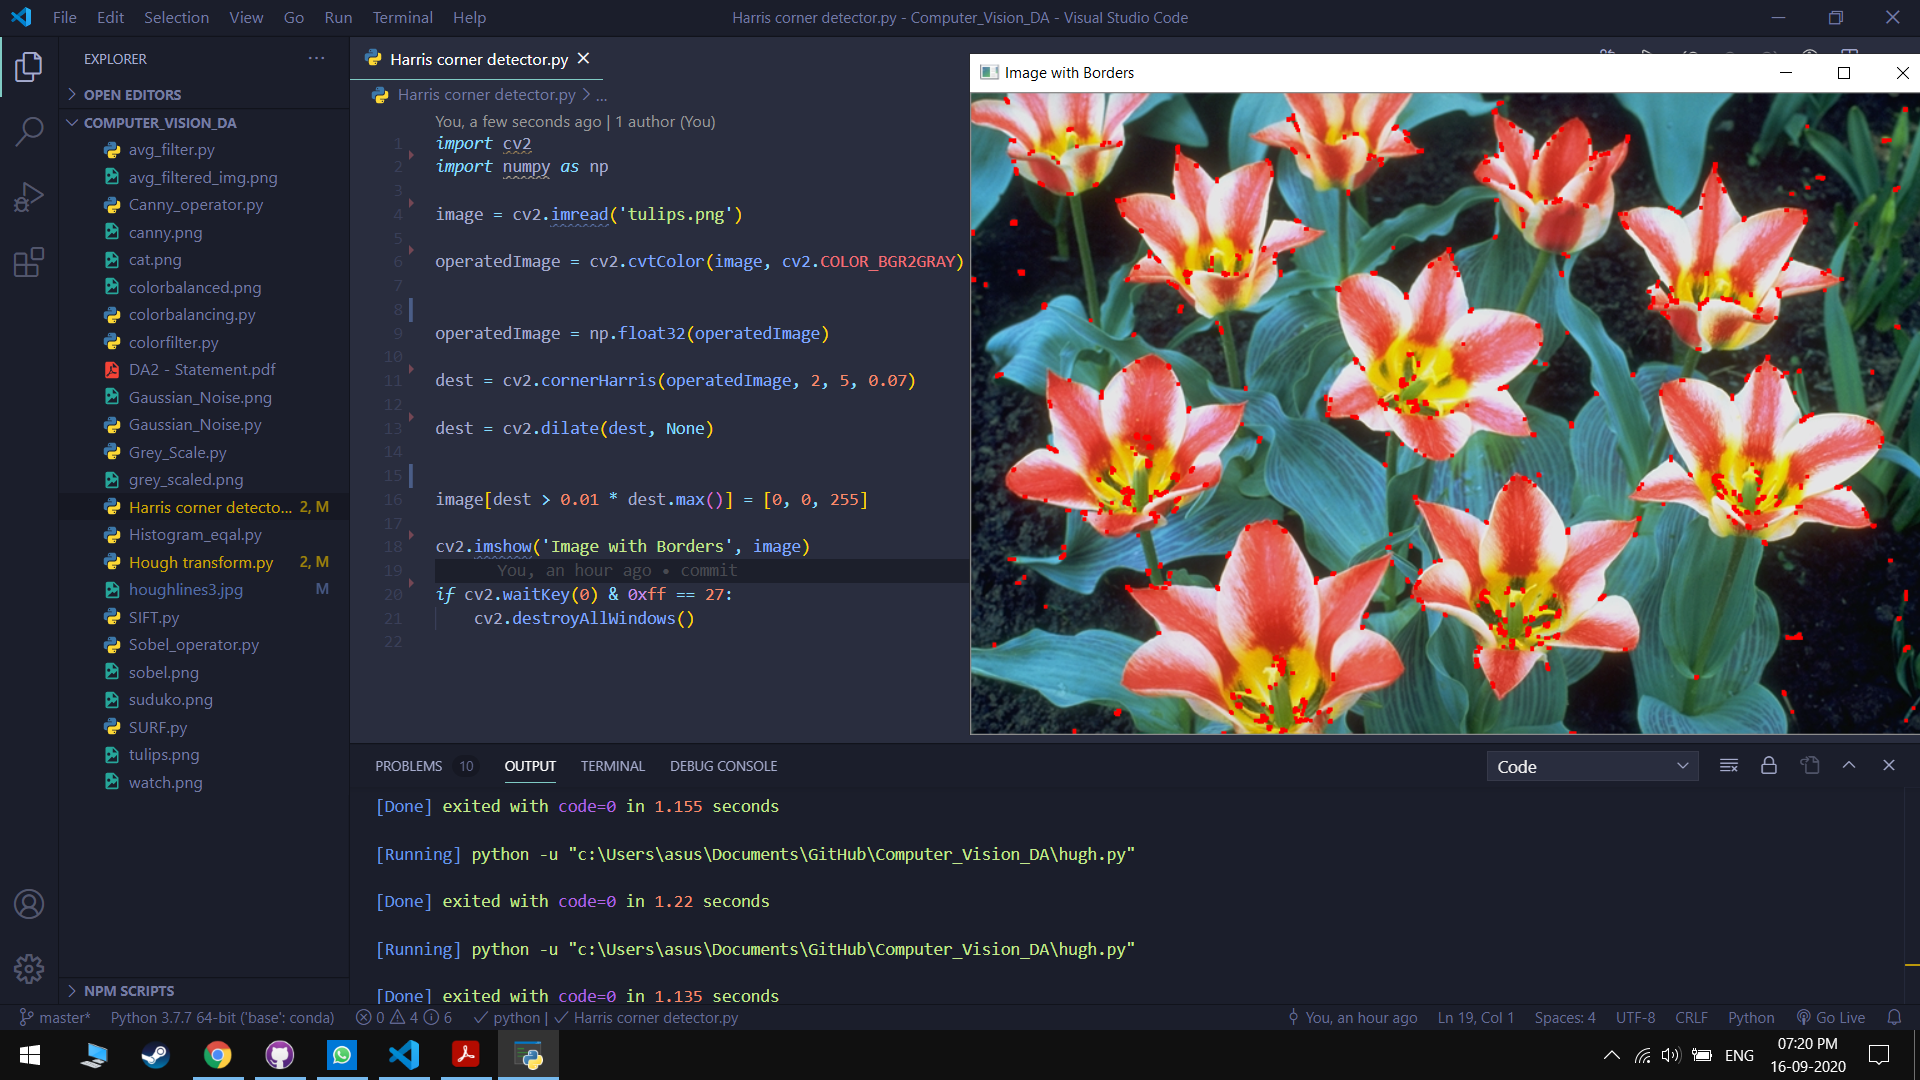 File Edit Selection View Go Run Terminal Help
Harris corner detector.py - Computer_Vision_DA - Visual Studio Code
EXPLORER
OPEN EDITORS
COMPUTER_VISION_DA
avg_filter.py
avg_filtered_img.png
Canny_operator.py
canny.png
cat.png
colorbalanced.png
colorbalancing.py
colorfilter.py
DA2 - Statement.pdf
Gaussian_Noise.png
Gaussian_Noise.py
Grey_Scale.py
grey_scaled.png
Harris corner detecto... 2, M
Histogram_eqal.py
Hough transform.py 2, M
houghlines3.jpg M
SIFT.py
Sobel_operator.py
sobel.png
suduko.png
SURF.py
tulips.png
watch.png
NPM SCRIPTS
Harris corner detector.py
Harris corner detector.py > ...
You, a few seconds ago | 1 author (You)
1 import cv2
2 import numpy as np
3
4 image = cv2.imread('tulips.png')
5
6 operatedImage = cv2.cvtColor(image, cv2.COLOR_BGR2GRAY)
7
8
9 operatedImage = np.float32(operatedImage)
10
11 dest = cv2.cornerHarris(operatedImage, 2, 5, 0.07)
12
13 dest = cv2.dilate(dest, None)
14
15
16 image[dest > 0.01 * dest.max()] = [0, 0, 255]
17
18 cv2.imshow('Image with Borders', image)
19 You, an hour ago • commit
20 if cv2.waitKey(0) & 0xff == 27:
21 cv2.destroyAllWindows()
22
Image with Borders
PROBLEMS 10 OUTPUT TERMINAL DEBUG CONSOLE
Code
[Done] exited with code=0 in 1.155 seconds
[Running] python -u "c:\Users\asus\Documents\GitHub\Computer_Vision_DA\hugh.py"
[Done] exited with code=0 in 1.22 seconds
[Running] python -u "c:\Users\asus\Documents\GitHub\Computer_Vision_DA\hugh.py"
[Done] exited with code=0 in 1.135 seconds
master* Python 3.7.7 64-bit ('base': conda) 0 4 6 python | Harris corner detector.py
You, an hour ago Ln 19, Col 1 Spaces: 4 UTF-8 CRLF Python Go Live
ENG
07:20 PM
16-09-2020